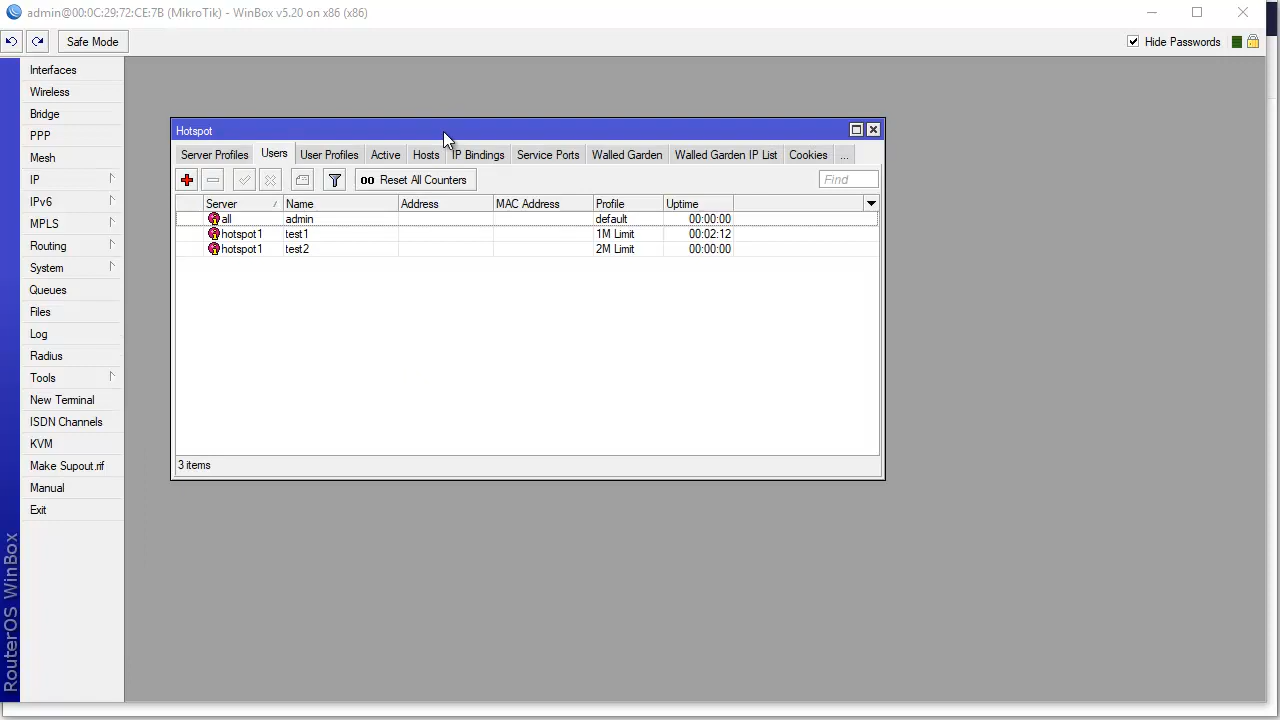 admin@00:0C:29:72:CE:7B (MikroTik) - WinBox v5.20 on x86 (x86)
Safe Mode
Hide Passwords
Interfaces
Wireless
Bridge
PPP
Mesh
IP
IPv6
MPLS
Routing
System
Queues
Files
Log
Radius
Tools
New Terminal
ISDN Channels
KVM
Make Supout.rif
Manual
Exit
RouterOS WinBox
Hotspot
Server Profiles Users User Profiles Active Hosts IP Bindings Service Ports Walled Garden Walled Garden IP List Cookies ...
00 Reset All Counters Find
Server / Name Address MAC Address Profile Uptime
all admin default 00:00:00
hotspot1 test1 1M Limit 00:02:12
hotspot1 test2 2M Limit 00:00:00
3 items